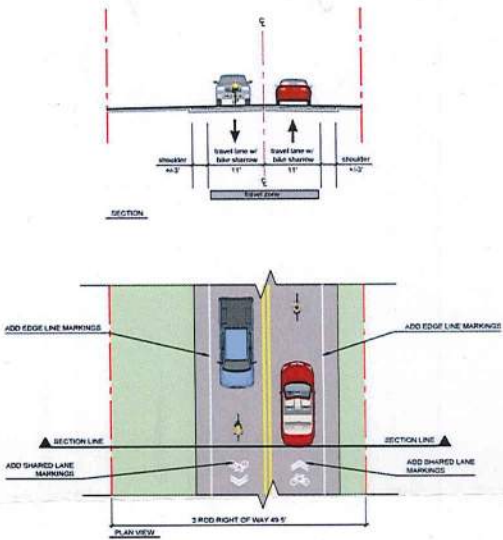 ℄
shoulder
+/-3'
travel lane w/
bike sharrow
11'
travel lane w/
bike sharrow
11'
shoulder
+/-3'
℄
travel zone
SECTION
ADD EDGE LINE MARKINGS
ADD EDGE LINE MARKINGS
SECTION LINE
SECTION LINE
ADD SHARED LANE
MARKINGS
ADD SHARED LANE
MARKINGS
3 ROD RIGHT OF WAY 49.5'
PLAN VIEW